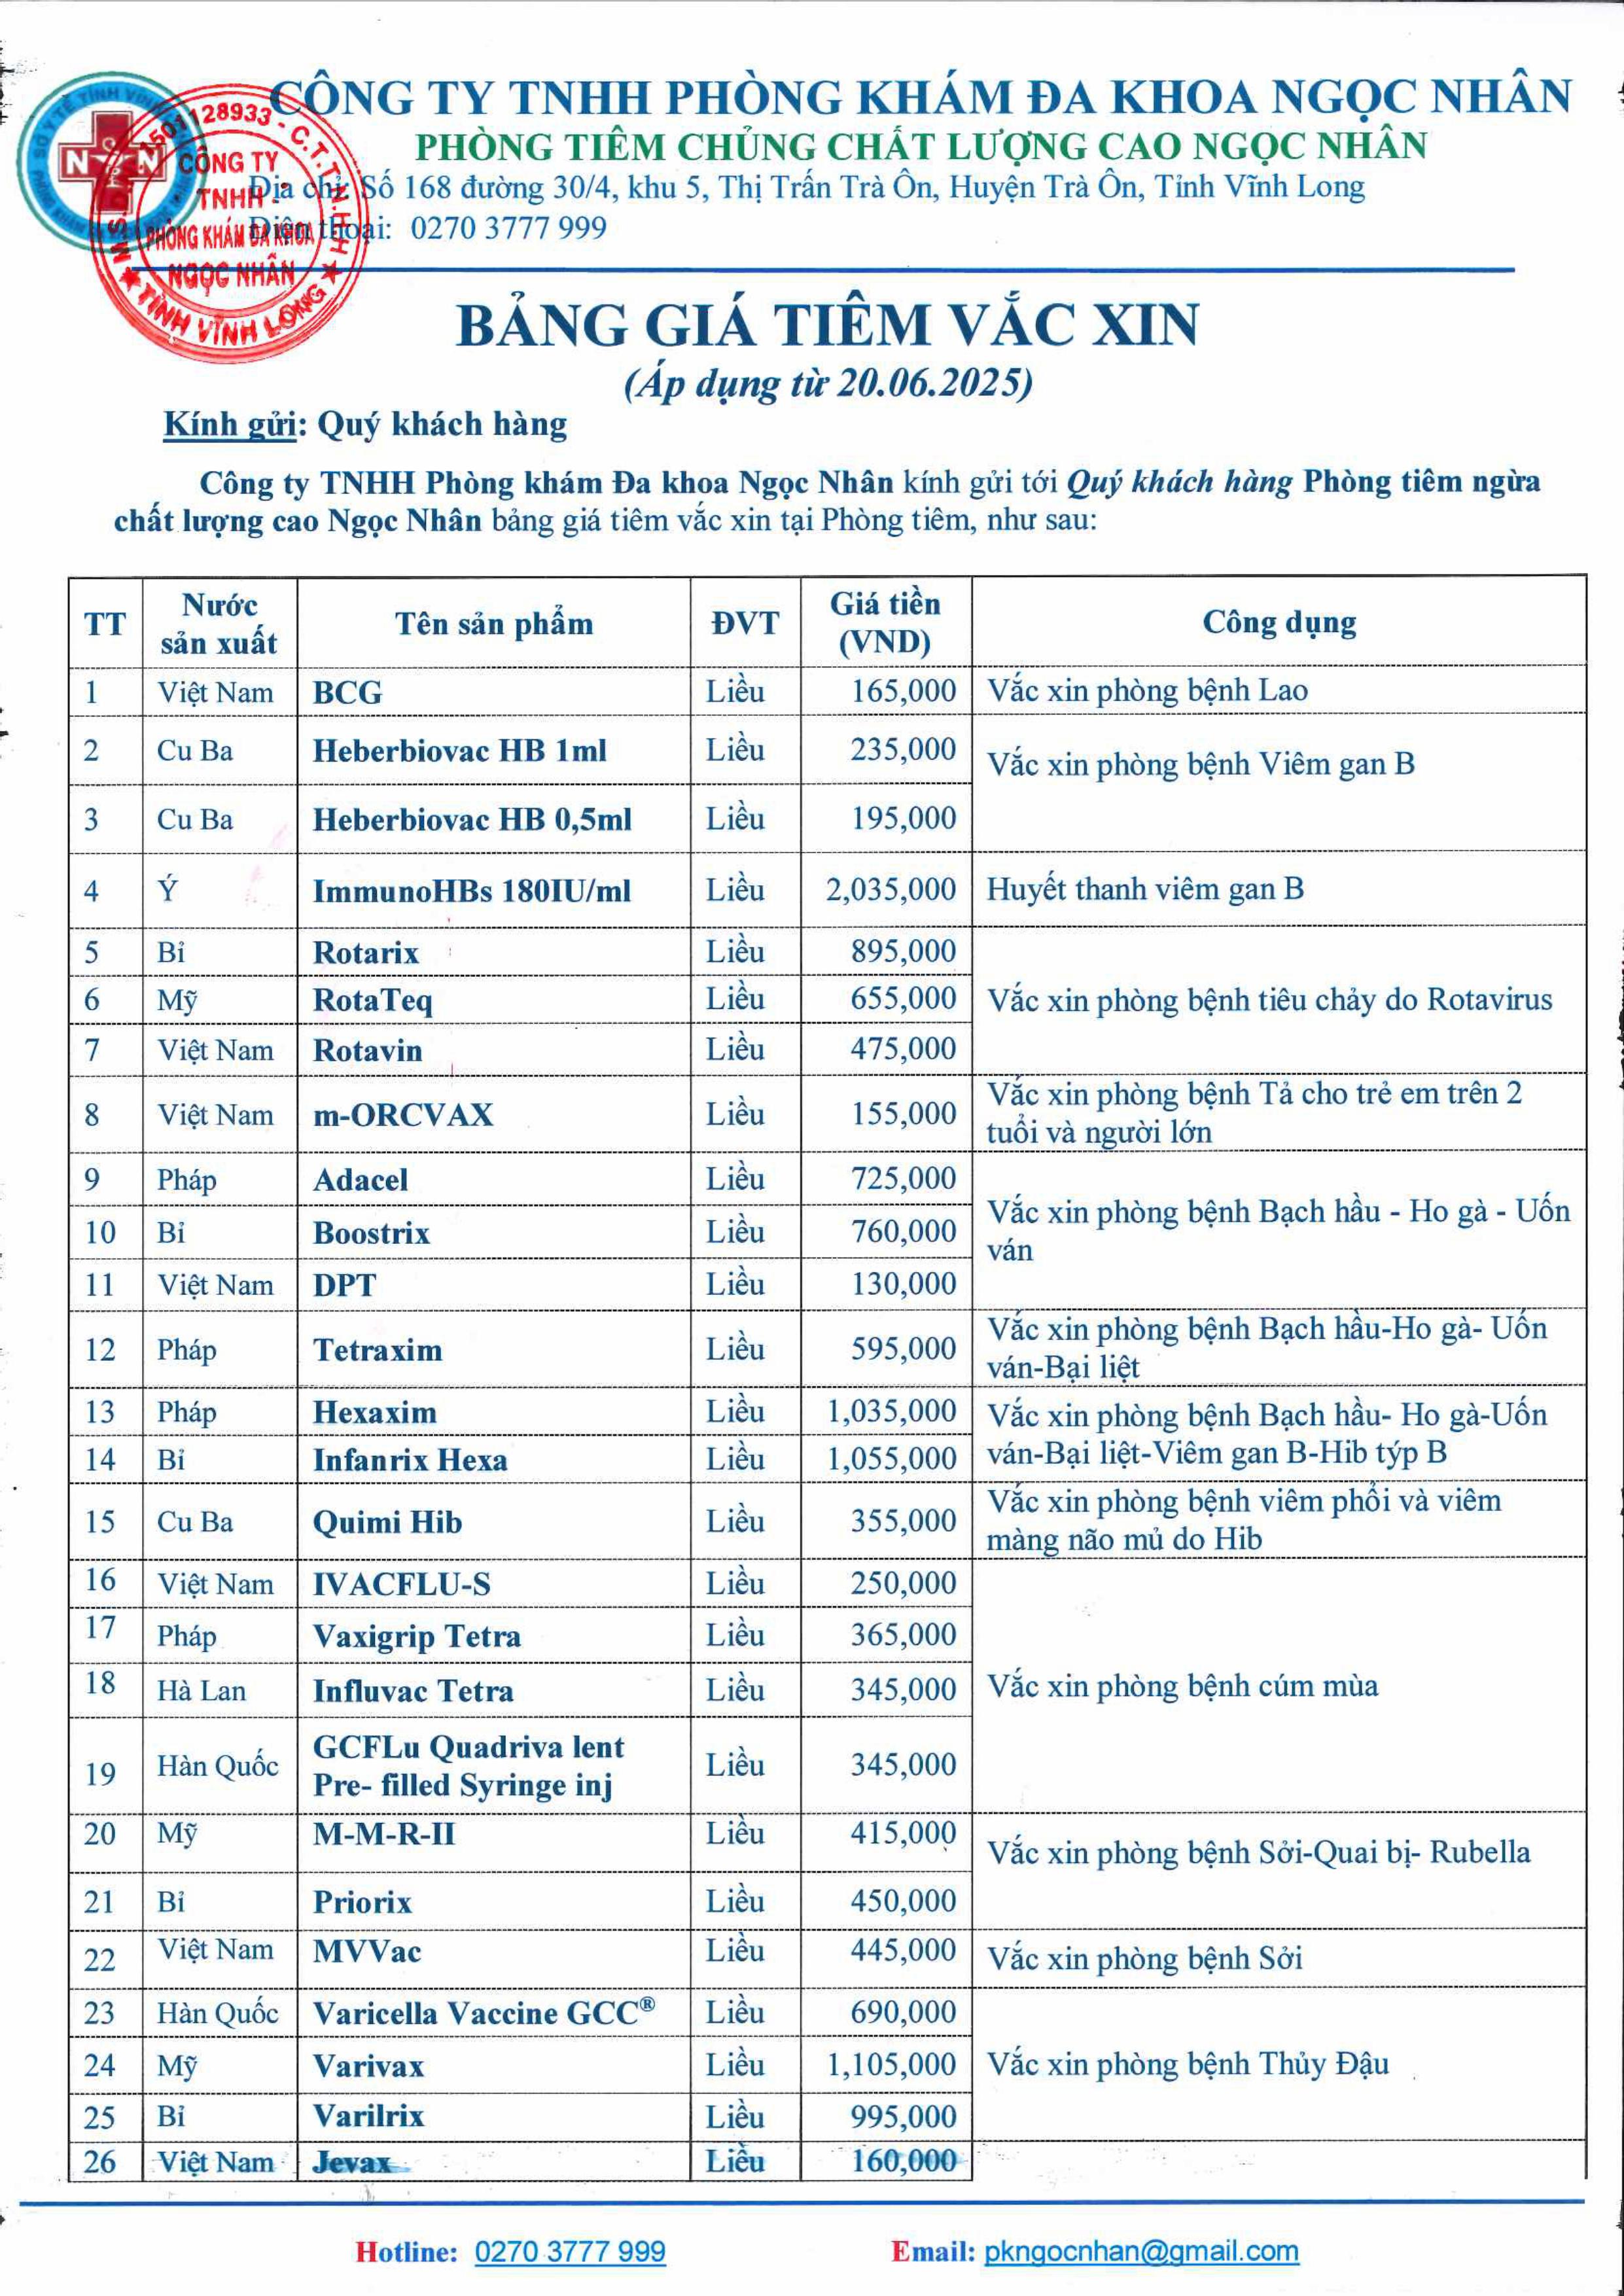 CÔNG TY TNHH PHÒNG KHÁM ĐA KHOA NGỌC NHÂN
PHÒNG TIÊM CHỦNG CHẤT LƯỢNG CAO NGỌC NHÂN
Địa chỉ: Số 168 đường 30/4, khu 5, Thị Trấn Trà Ôn, Huyện Trà Ôn, Tỉnh Vĩnh Long
Điện thoại: 0270 3777 999
SỞ Y TẾ TỈNH VĨNH
N N
128933 - C.T.T.N.H.H
CÔNG TY
TNHH
PHÒNG KHÁM ĐA KHOA
NGỌC NHÂN
TỈNH VĨNH LONG
BẢNG GIÁ TIÊM VẮC XIN
(Áp dụng từ 20.06.2025)
Kính gửi: Quý khách hàng
Công ty TNHH Phòng khám Đa khoa Ngọc Nhân kính gửi tới Quý khách hàng Phòng tiêm ngừa
chất lượng cao Ngọc Nhân bảng giá tiêm vắc xin tại Phòng tiêm, như sau:
TT Nước sản xuất Tên sản phẩm ĐVT Giá tiền (VND) Công dụng
1 Việt Nam BCG Liều 165,000 Vắc xin phòng bệnh Lao
2 Cu Ba Heberbiovac HB 1ml Liều 235,000 Vắc xin phòng bệnh Viêm gan B
3 Cu Ba Heberbiovac HB 0,5ml Liều 195,000
4 Ý ImmunoHBs 180IU/ml Liều 2,035,000 Huyết thanh viêm gan B
5 Bỉ Rotarix Liều 895,000
6 Mỹ RotaTeq Liều 655,000 Vắc xin phòng bệnh tiêu chảy do Rotavirus
7 Việt Nam Rotavin Liều 475,000
8 Việt Nam m-ORCVAX Liều 155,000 Vắc xin phòng bệnh Tả cho trẻ em trên 2
tuổi và người lớn
9 Pháp Adacel Liều 725,000
10 Bỉ Boostrix Liều 760,000 Vắc xin phòng bệnh Bạch hầu - Ho gà - Uốn
ván
11 Việt Nam DPT Liều 130,000
12 Pháp Tetraxim Liều 595,000 Vắc xin phòng bệnh Bạch hầu-Ho gà- Uốn
ván-Bại liệt
13 Pháp Hexaxim Liều 1,035,000 Vắc xin phòng bệnh Bạch hầu- Ho gà-Uốn
14 Bỉ Infanrix Hexa Liều 1,055,000 ván-Bại liệt-Viêm gan B-Hib týp B
15 Cu Ba Quimi Hib Liều 355,000 Vắc xin phòng bệnh viêm phổi và viêm
màng não mủ do Hib
16 Việt Nam IVACFLU-S Liều 250,000
17 Pháp Vaxigrip Tetra Liều 365,000
18 Hà Lan Influvac Tetra Liều 345,000 Vắc xin phòng bệnh cúm mùa
19 Hàn Quốc GCFLu Quadriva lent
Pre- filled Syringe inj Liều 345,000
20 Mỹ M-M-R-II Liều 415,000 Vắc xin phòng bệnh Sởi-Quai bị- Rubella
21 Bỉ Priorix Liều 450,000
22 Việt Nam MVVac Liều 445,000 Vắc xin phòng bệnh Sởi
23 Hàn Quốc Varicella Vaccine GCC® Liều 690,000
24 Mỹ Varivax Liều 1,105,000 Vắc xin phòng bệnh Thủy Đậu
25 Bỉ Varilrix Liều 995,000
26 Việt Nam Jevax Liều 160,000
Hotline: 0270 3777 999 Email: pkngocnhan@gmail.com